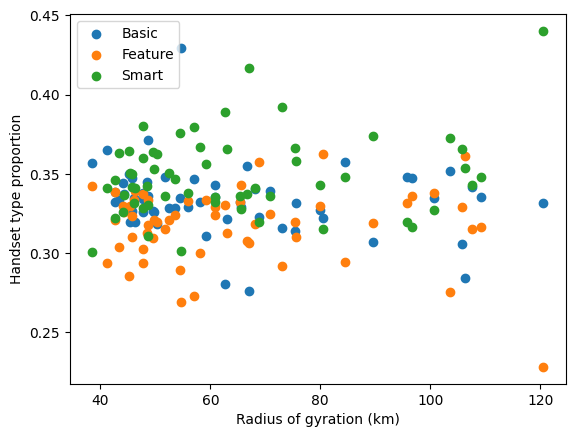 0.45
0.40
0.35
0.30
0.25
Handset type proportion
Basic
Feature
Smart
40
60
80
100
120
Radius of gyration (km)